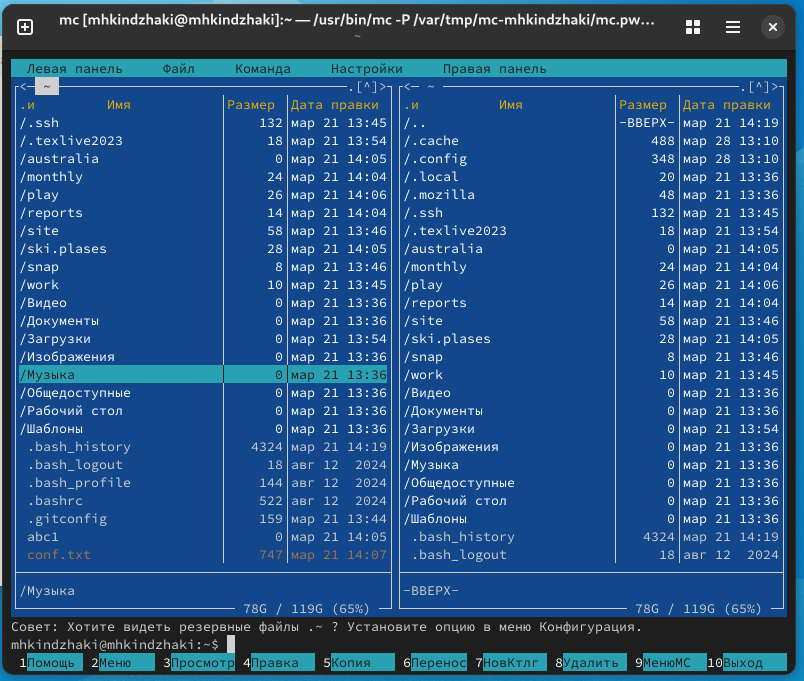 mc [mhkindzhaki@mhkindzhaki]:~ — /usr/bin/mc -P /var/tmp/mc-mhkindzhaki/mc.pw…
~
Левая панель Файл Команда Настройки Правая панель
<─ ~ .[^]>
.и Имя Размер Дата правки
/.ssh 132 мар 21 13:45
/.texlive2023 18 мар 21 13:54
/australia 0 мар 21 14:05
/monthly 24 мар 21 14:04
/play 26 мар 21 14:06
/reports 14 мар 21 14:04
/site 58 мар 21 13:46
/ski.plases 28 мар 21 14:05
/snap 8 мар 21 13:46
/work 10 мар 21 13:45
/Видео 0 мар 21 13:36
/Документы 0 мар 21 13:36
/Загрузки 0 мар 21 13:54
/Изображения 0 мар 21 13:36
/Музыка 0 мар 21 13:36
/Общедоступные 0 мар 21 13:36
/Рабочий стол 0 мар 21 13:36
/Шаблоны 0 мар 21 13:36
.bash_history 4324 мар 21 14:19
.bash_logout 18 авг 12 2024
.bash_profile 144 авг 12 2024
.bashrc 522 авг 12 2024
.gitconfig 159 мар 21 13:44
abc1 0 мар 21 14:05
conf.txt 747 мар 21 14:07
/Музыка
78G / 119G (65%)
<─ ~ .[^]>
.и Имя Размер Дата правки
/.. -ВВЕРХ- мар 21 14:19
/.cache 488 мар 28 13:10
/.config 348 мар 28 13:10
/.local 20 мар 21 13:36
/.mozilla 48 мар 21 13:36
/.ssh 132 мар 21 13:45
/.texlive2023 18 мар 21 13:54
/australia 0 мар 21 14:05
/monthly 24 мар 21 14:04
/play 26 мар 21 14:06
/reports 14 мар 21 14:04
/site 58 мар 21 13:46
/ski.plases 28 мар 21 14:05
/snap 8 мар 21 13:46
/work 10 мар 21 13:45
/Видео 0 мар 21 13:36
/Документы 0 мар 21 13:36
/Загрузки 0 мар 21 13:54
/Изображения 0 мар 21 13:36
/Музыка 0 мар 21 13:36
/Общедоступные 0 мар 21 13:36
/Рабочий стол 0 мар 21 13:36
/Шаблоны 0 мар 21 13:36
.bash_history 4324 мар 21 14:19
.bash_logout 18 авг 12 2024
-ВВЕРХ-
78G / 119G (65%)
Совет: Хотите видеть резервные файлы .~ ? Установите опцию в меню Конфигурация.
mhkindzhaki@mhkindzhaki:~$
1Помощь 2Меню 3Просмотр 4Правка 5Копия 6Перенос 7НовКтлг 8Удалить 9МенюMC 10Выход